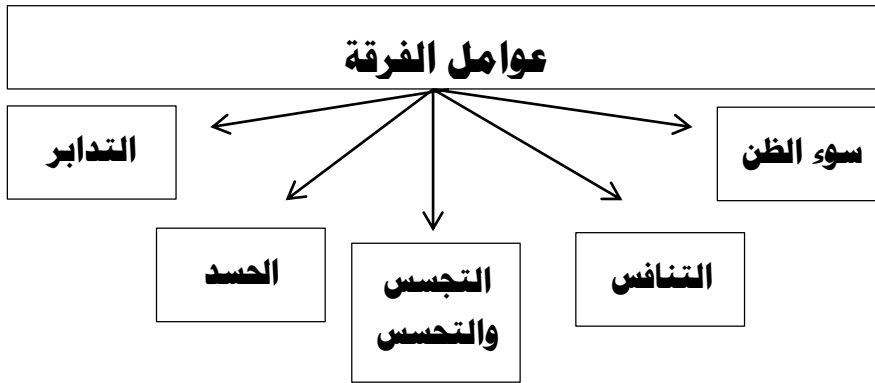 عوامل الفرقة
سوء الظن
التنافس
التجسس
والتحسس
الحسد
التدابر